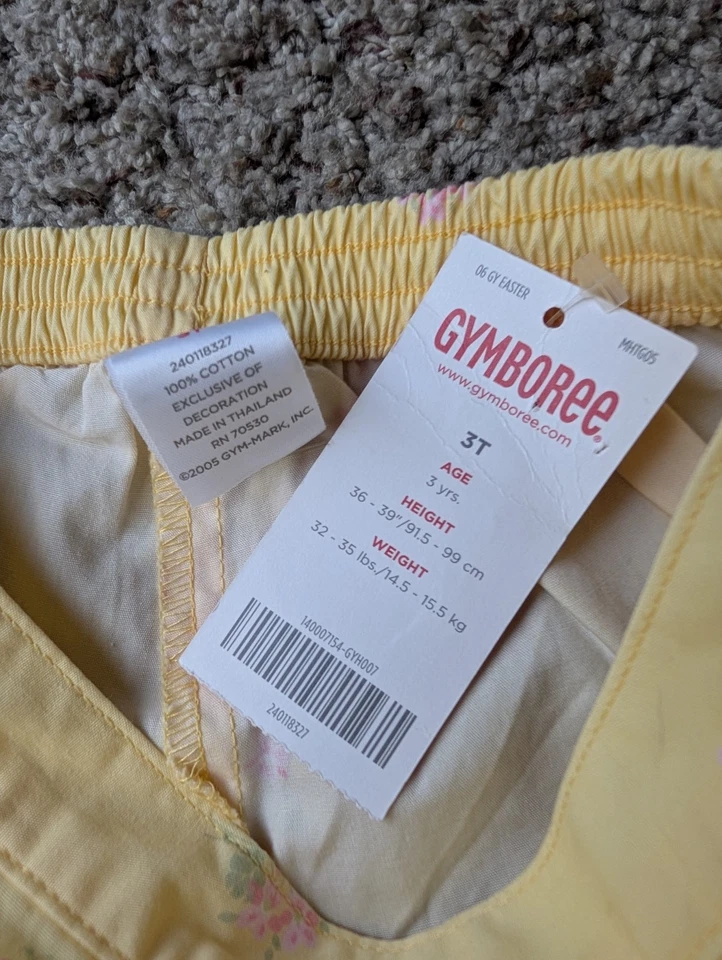 240118327
100% COTTON
EXCLUSIVE OF
DECORATION
MADE IN THAILAND
RN 70530
©2005 GYM-MARK, INC.
06 GY EASTER
MHTG05
GYMBOREE®
www.gymboree.com
3T
AGE
3 yrs.
HEIGHT
36 - 39"/91.5 - 99 cm
WEIGHT
32 - 35 lbs./14.5 - 15.5 kg
140007154-GYH007
240118327